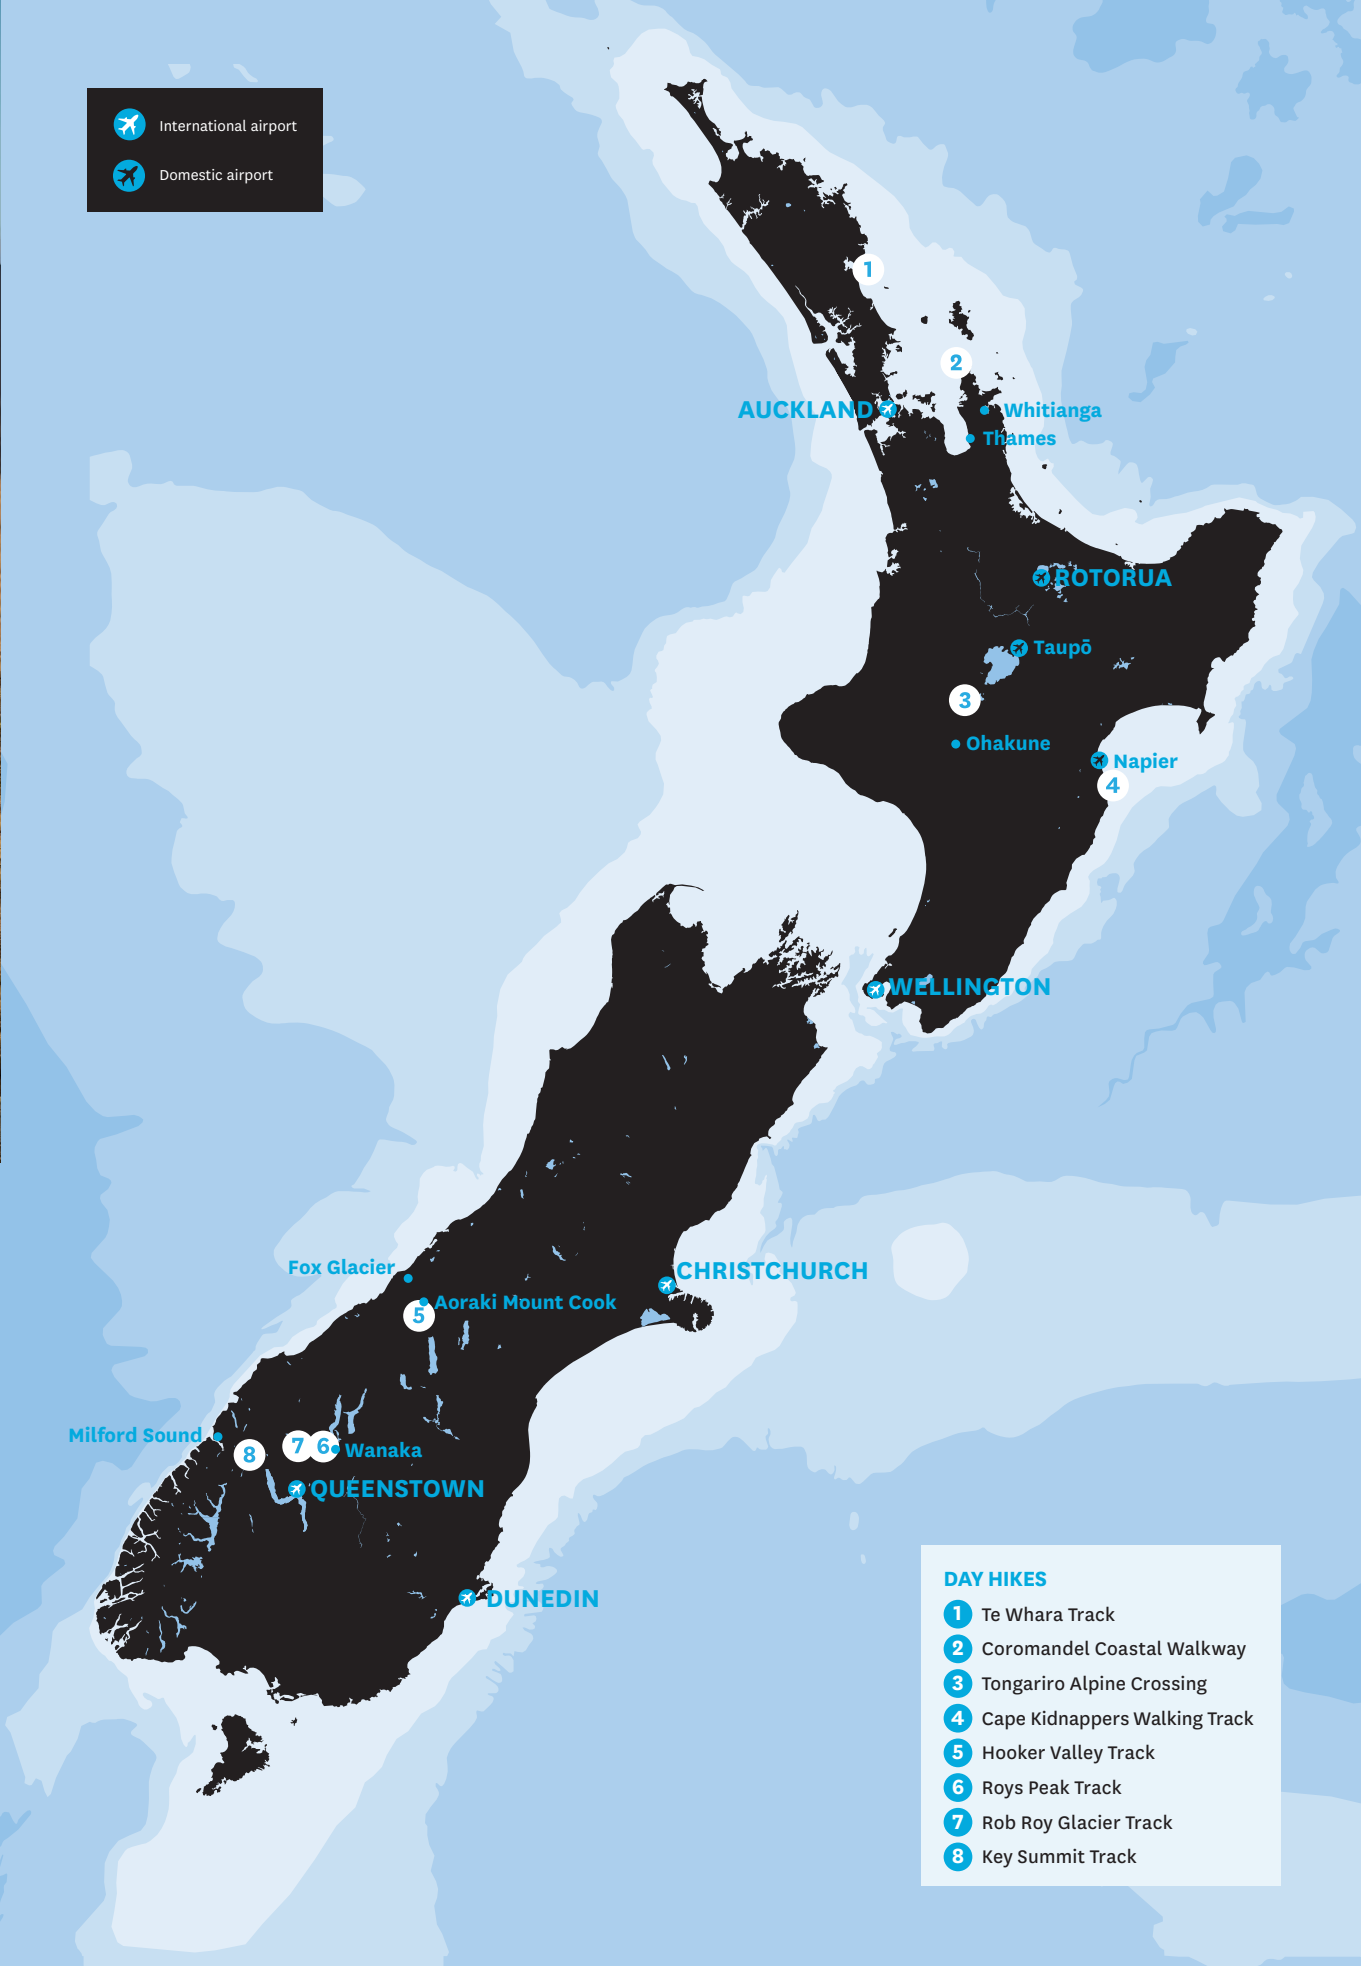 International airport
Domestic airport
1
2
AUCKLAND
Whitianga
Thames
ROTORUA
Taupō
3
Ohakune
Napier
4
WELLINGTON
Fox Glacier
CHRISTCHURCH
Aoraki Mount Cook
5
Milford Sound
8
7
6
Wanaka
QUEENSTOWN
DUNEDIN
DAY HIKES
1 Te Whara Track
2 Coromandel Coastal Walkway
3 Tongariro Alpine Crossing
4 Cape Kidnappers Walking Track
5 Hooker Valley Track
6 Roys Peak Track
7 Rob Roy Glacier Track
8 Key Summit Track